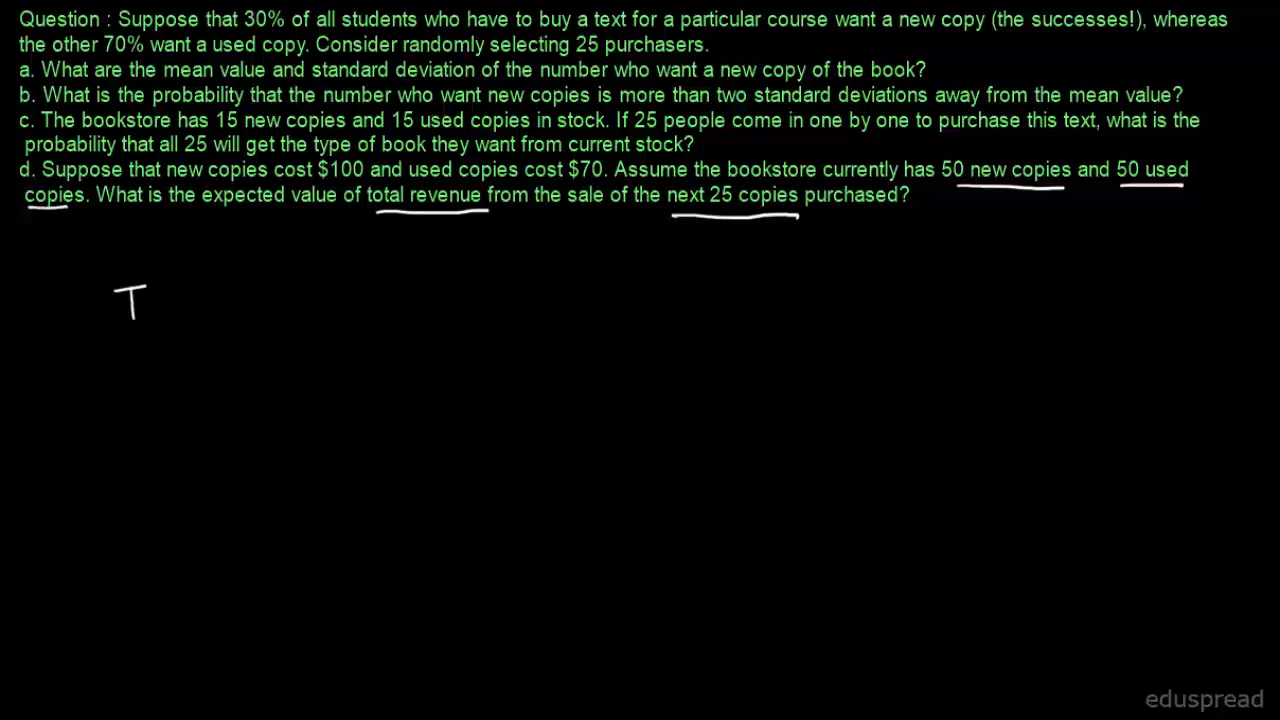 Question : Suppose that 30% of all students who have to buy a text for a particular course want a new copy (the successes!), whereas
the other 70% want a used copy. Consider randomly selecting 25 purchasers.
a. What are the mean value and standard deviation of the number who want a new copy of the book?
b. What is the probability that the number who want new copies is more than two standard deviations away from the mean value?
c. The bookstore has 15 new copies and 15 used copies in stock. If 25 people come in one by one to purchase this text, what is the
probability that all 25 will get the type of book they want from current stock?
d. Suppose that new copies cost $100 and used copies cost $70. Assume the bookstore currently has 50 new copies and 50 used
copies. What is the expected value of total revenue from the sale of the next 25 copies purchased?
T
eduspread